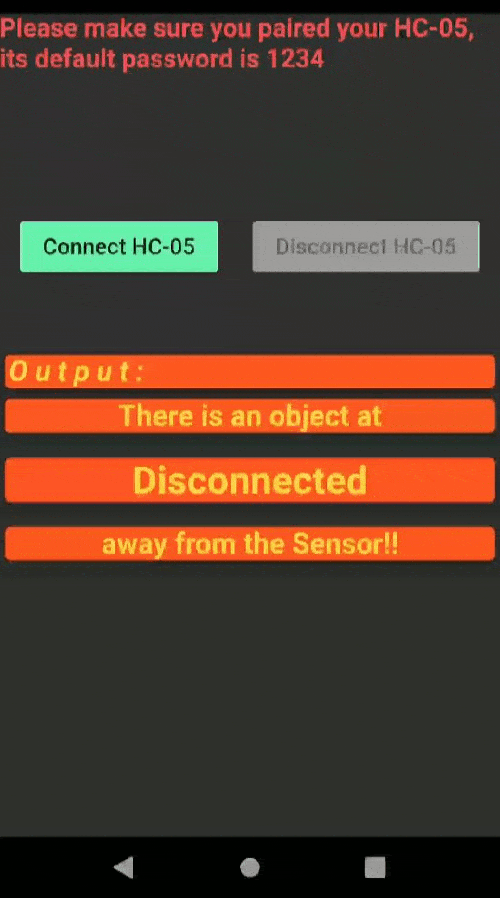 Please make sure you paired your HC-05,
its default password is 1234
Connect HC-05
Disconnect HC-05
Output:
There is an object at
Disconnected
away from the Sensor!!